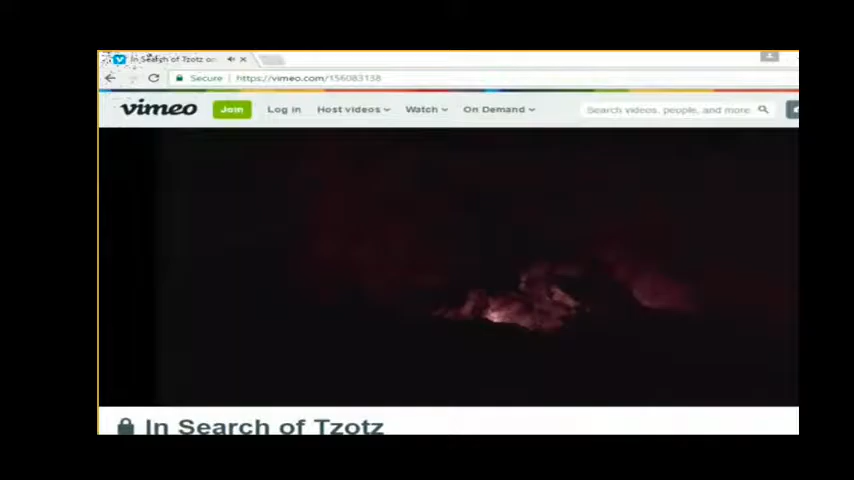 In Search of Tzotz o
Secure https://vimeo.com/156083138
vimeo Join Log in Host videos Watch On Demand Search videos, people, and more
In Search of Tzotz